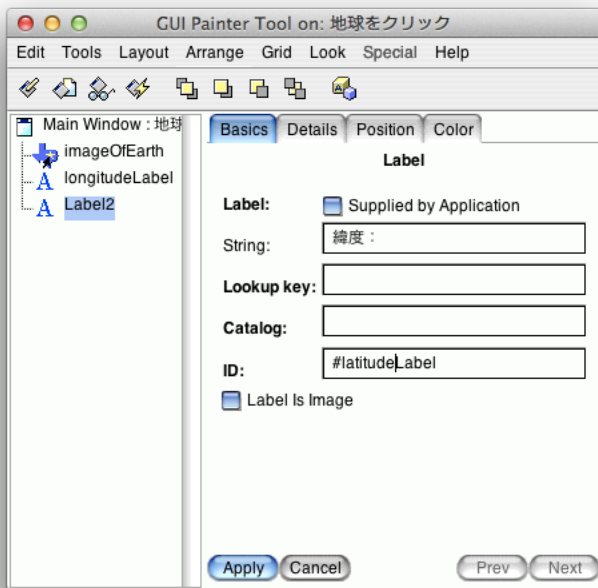 GUI Painter Tool on: 地球をクリック
Edit Tools Layout Arrange Grid Look Special Help
Main Window : 地球
imageOfEarth
longitudeLabel
Label2
Basics Details Position Color
Label
Label: Supplied by Application
String: 緯度：
Lookup key:
Catalog:
ID: #latitudeLabel
Label Is Image
Apply Cancel Prev Next